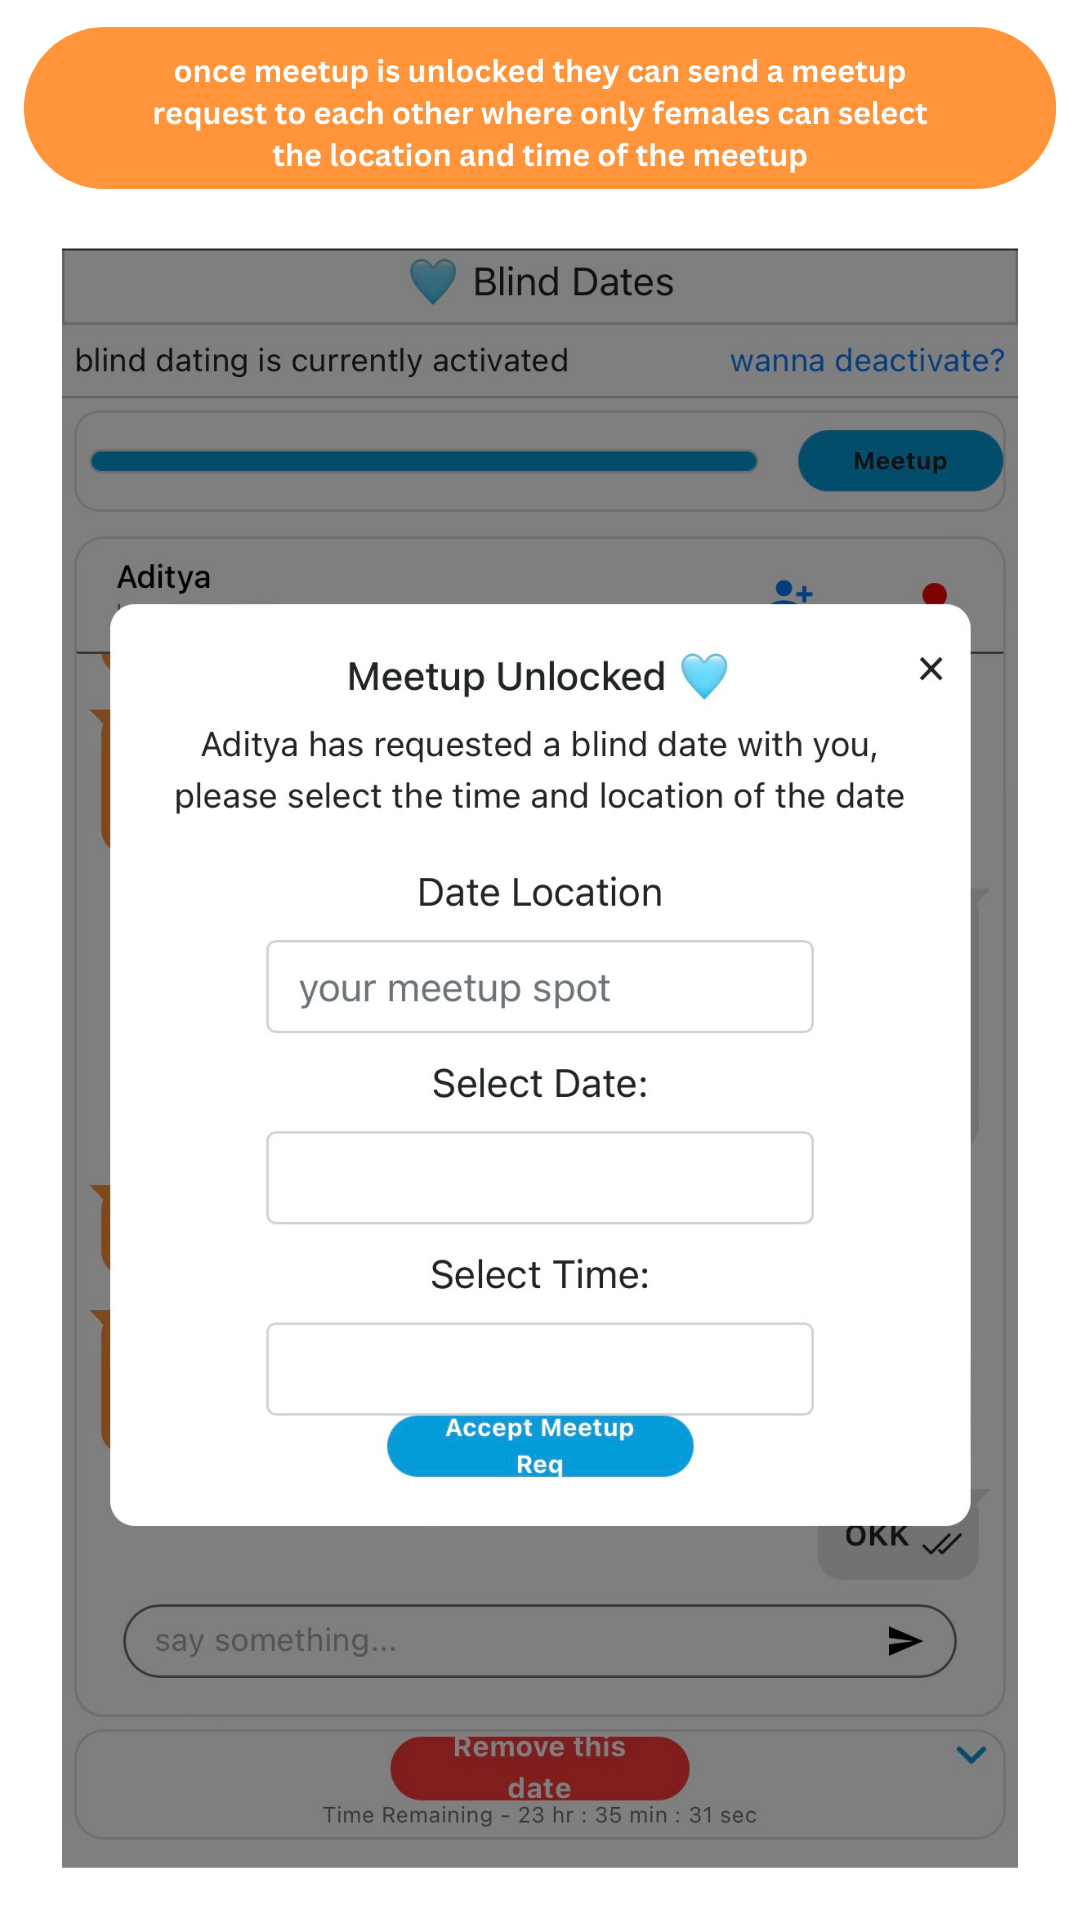 once meetup is unlocked they can send a meetup
request to each other where only females can select
the location and time of the meetup
Blind Dates
blind dating is currently activated
wanna deactivate?
Meetup
Aditya
Meetup Unlocked
Aditya has requested a blind date with you,
please select the time and location of the date
Date Location
your meetup spot
Select Date:
Select Time:
Accept Meetup
Req
OKK
say something...
Remove this
date
Time Remaining - 23 hr : 35 min : 31 sec